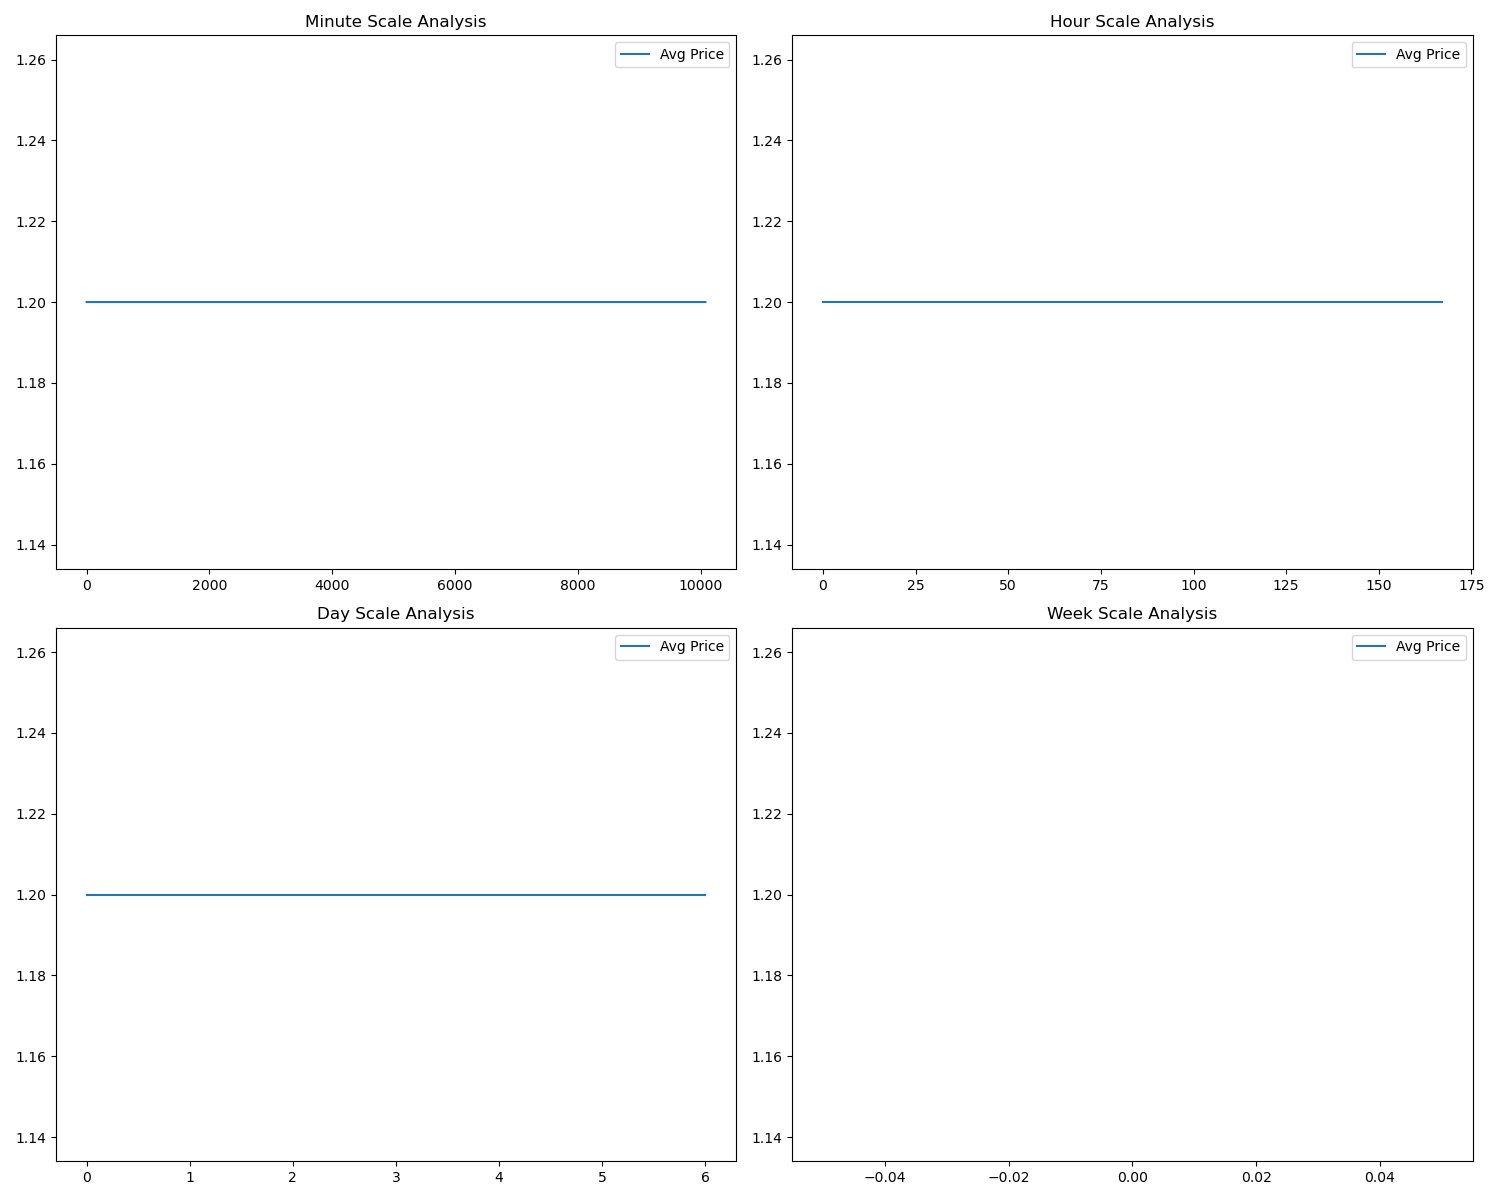 Minute Scale Analysis
Avg Price
1.26
1.24
1.22
1.20
1.18
1.16
1.14
0 2000 4000 6000 8000 10000
Hour Scale Analysis
Avg Price
1.26
1.24
1.22
1.20
1.18
1.16
1.14
0 25 50 75 100 125 150 175
Day Scale Analysis
Avg Price
1.26
1.24
1.22
1.20
1.18
1.16
1.14
0 1 2 3 4 5 6
Week Scale Analysis
Avg Price
1.26
1.24
1.22
1.20
1.18
1.16
1.14
−0.04 −0.02 0.00 0.02 0.04